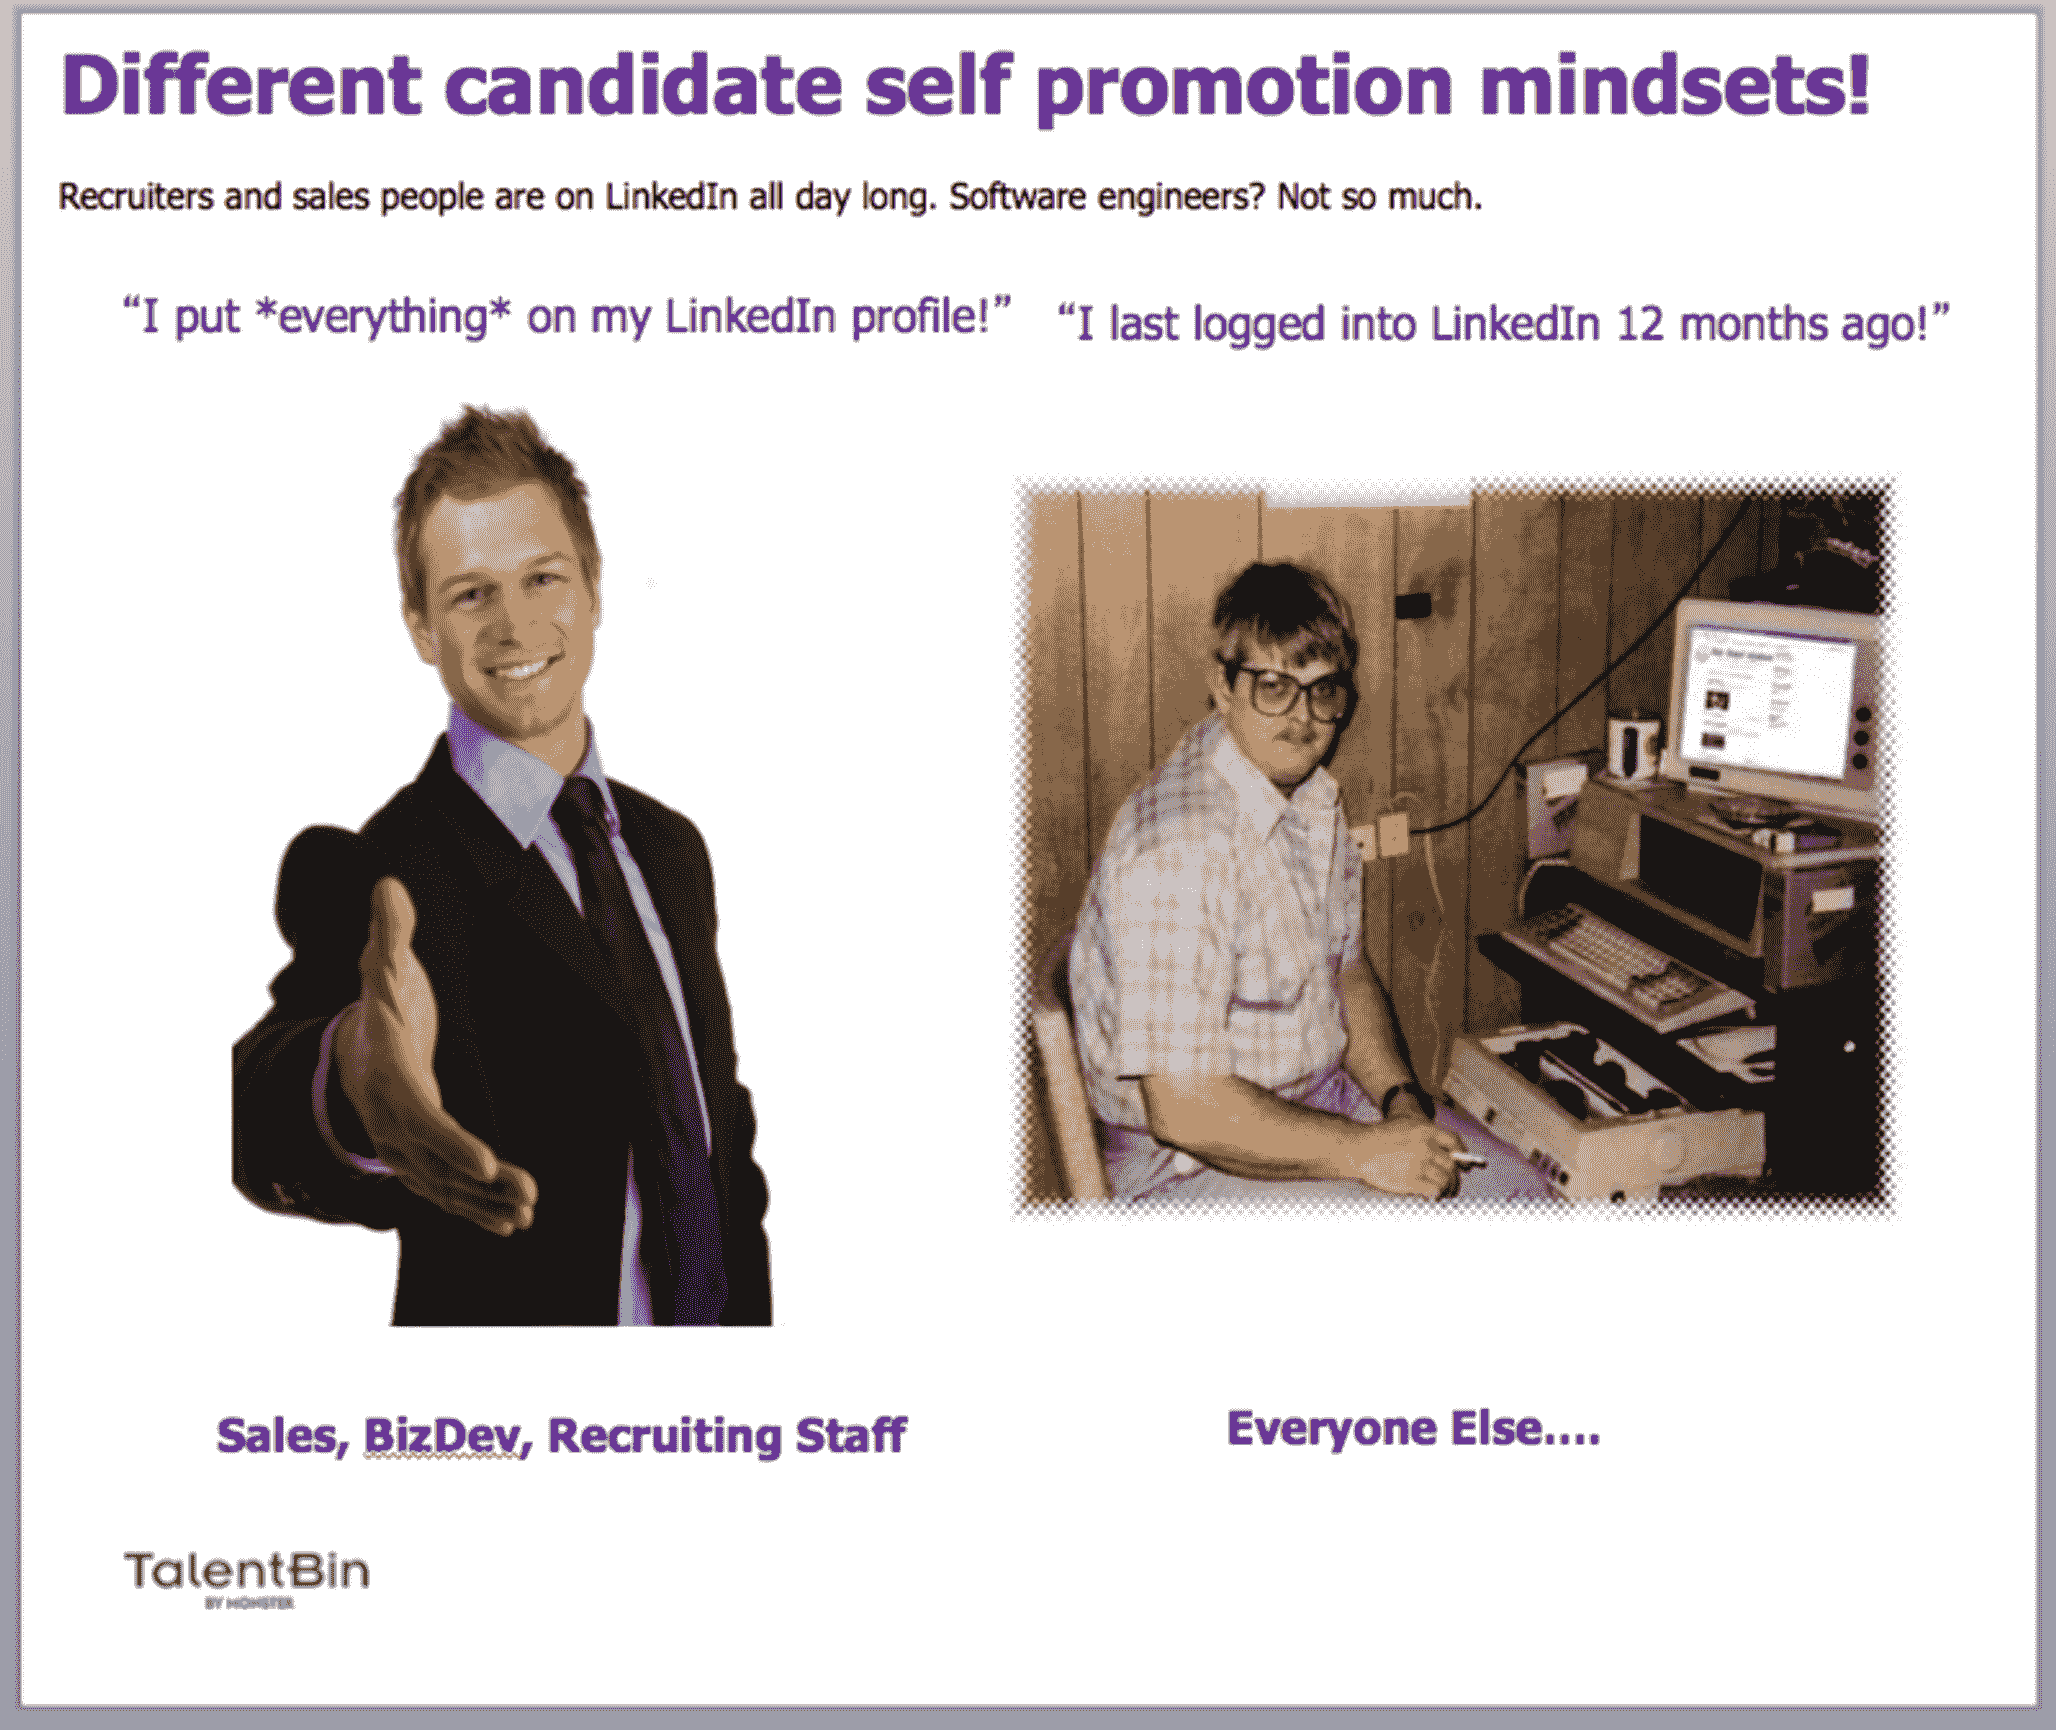 Different candidate self promotion mindsets!
Recruiters and sales people are on LinkedIn all day long. Software engineers? Not so much.
“I put *everything* on my LinkedIn profile!”
“I last logged into LinkedIn 12 months ago!”
Sales, BizDev, Recruiting Staff
Everyone Else....
TalentBin
BY MONSTER